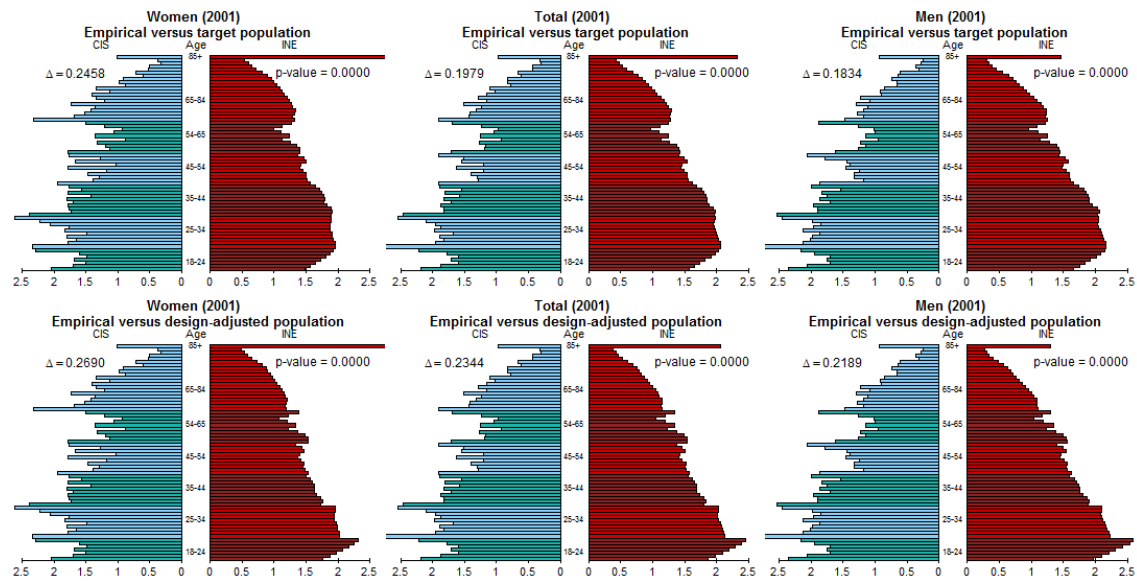 Women (2001)
Empirical versus target population
CIS Age INE
85+
Δ = 0.2458
p-value = 0.0000
65-84
54-65
45-54
35-44
25-34
18-24
2.5 2 1.5 1 0.5 0 0 0.5 1 1.5 2 2.5
Total (2001)
Empirical versus target population
CIS Age INE
85+
Δ = 0.1979
p-value = 0.0000
65-84
54-65
45-54
35-44
25-34
18-24
2.5 2 1.5 1 0.5 0 0 0.5 1 1.5 2 2.5
Men (2001)
Empirical versus target population
CIS Age INE
85+
Δ = 0.1834
p-value = 0.0000
65-84
54-65
45-54
35-44
25-34
18-24
2.5 2 1.5 1 0.5 0 0 0.5 1 1.5 2 2.5
Women (2001)
Empirical versus design-adjusted population
CIS Age INE
85+
Δ = 0.2690
p-value = 0.0000
65-84
54-65
45-54
35-44
25-34
18-24
2.5 2 1.5 1 0.5 0 0 0.5 1 1.5 2 2.5
Total (2001)
Empirical versus design-adjusted population
CIS Age INE
85+
Δ = 0.2344
p-value = 0.0000
65-84
54-65
45-54
35-44
25-34
18-24
2.5 2 1.5 1 0.5 0 0 0.5 1 1.5 2 2.5
Men (2001)
Empirical versus design-adjusted population
CIS Age INE
85+
Δ = 0.2189
p-value = 0.0000
65-84
54-65
45-54
35-44
25-34
18-24
2.5 2 1.5 1 0.5 0 0 0.5 1 1.5 2 2.5